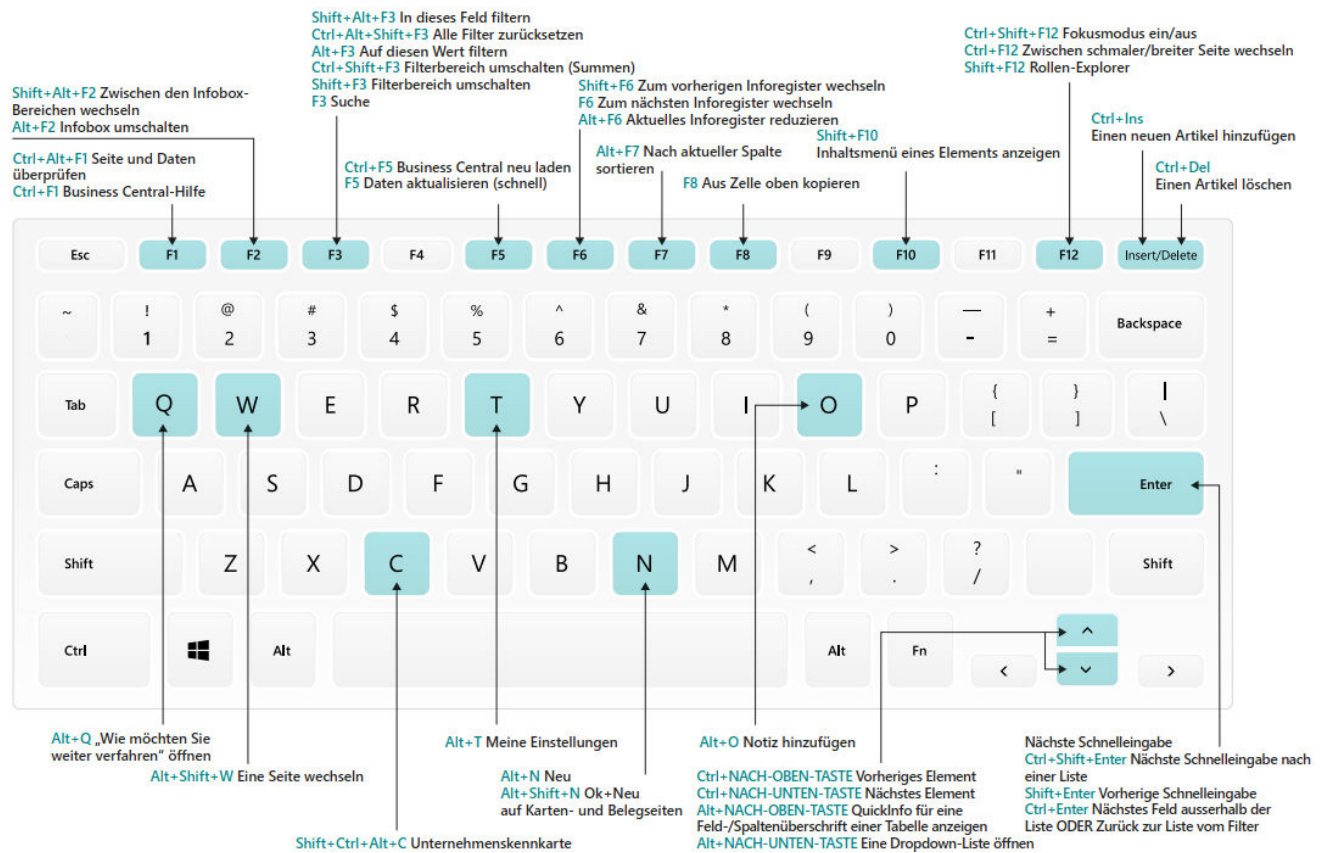 Shift+Alt+F3 In dieses Feld filtern
Ctrl+Alt+Shift+F3 Alle Filter zurücksetzen
Alt+F3 Auf diesen Wert filtern
Ctrl+Shift+F3 Filterbereich umschalten (Summen)
Shift+F3 Filterbereich umschalten
F3 Suche
Ctrl+Shift+F12 Fokusmodus ein/aus
Ctrl+F12 Zwischen schmaler/breiter Seite wechseln
Shift+F12 Rollen-Explorer
Shift+Alt+F2 Zwischen den Infobox-
Bereichen wechseln
Alt+F2 Infobox umschalten
Shift+F6 Zum vorherigen Inforegister wechseln
F6 Zum nächsten Inforegister wechseln
Alt+F6 Aktuelles Inforegister reduzieren
Ctrl+Ins
Einen neuen Artikel hinzufügen
Shift+F10
Inhaltsmenü eines Elements anzeigen
Ctrl+Alt+F1 Seite und Daten
überprüfen
Ctrl+F1 Business Central-Hilfe
Ctrl+F5 Business Central neu laden
F5 Daten aktualisieren (schnell)
Alt+F7 Nach aktueller Spalte
sortieren
F8 Aus Zelle oben kopieren
Ctrl+Del
Einen Artikel löschen
Esc F1 F2 F3 F4 F5 F6 F7 F8 F9 F10 F11 F12 Insert/Delete
~ ! @ # $ % ^ & * ( ) — +
1 2 3 4 5 6 7 8 9 0 - = Backspace
Tab Q W E R T Y U I O P { [ } ] | \
Caps A S D F G H J K L : " Enter
Shift Z X C V B N M < , > . ? / Shift
Ctrl Alt Alt Fn < ^ ˅ >
Alt+Q „Wie möchten Sie
weiter verfahren“ öffnen
Alt+Shift+W Eine Seite wechseln
Shift+Ctrl+Alt+C Unternehmenskennkarte
Alt+T Meine Einstellungen
Alt+N Neu
Alt+Shift+N Ok+Neu
auf Karten- und Belegseiten
Alt+O Notiz hinzufügen
Ctrl+NACH-OBEN-TASTE Vorheriges Element
Ctrl+NACH-UNTEN-TASTE Nächstes Element
Alt+NACH-OBEN-TASTE QuickInfo für eine
Feld-/Spaltenüberschrift einer Tabelle anzeigen
Alt+NACH-UNTEN-TASTE Eine Dropdown-Liste öffnen
Nächste Schnelleingabe
Ctrl+Shift+Enter Nächste Schnelleingabe nach
einer Liste
Shift+Enter Vorherige Schnelleingabe
Ctrl+Enter Nächstes Feld ausserhalb der
Liste ODER Zurück zur Liste vom Filter